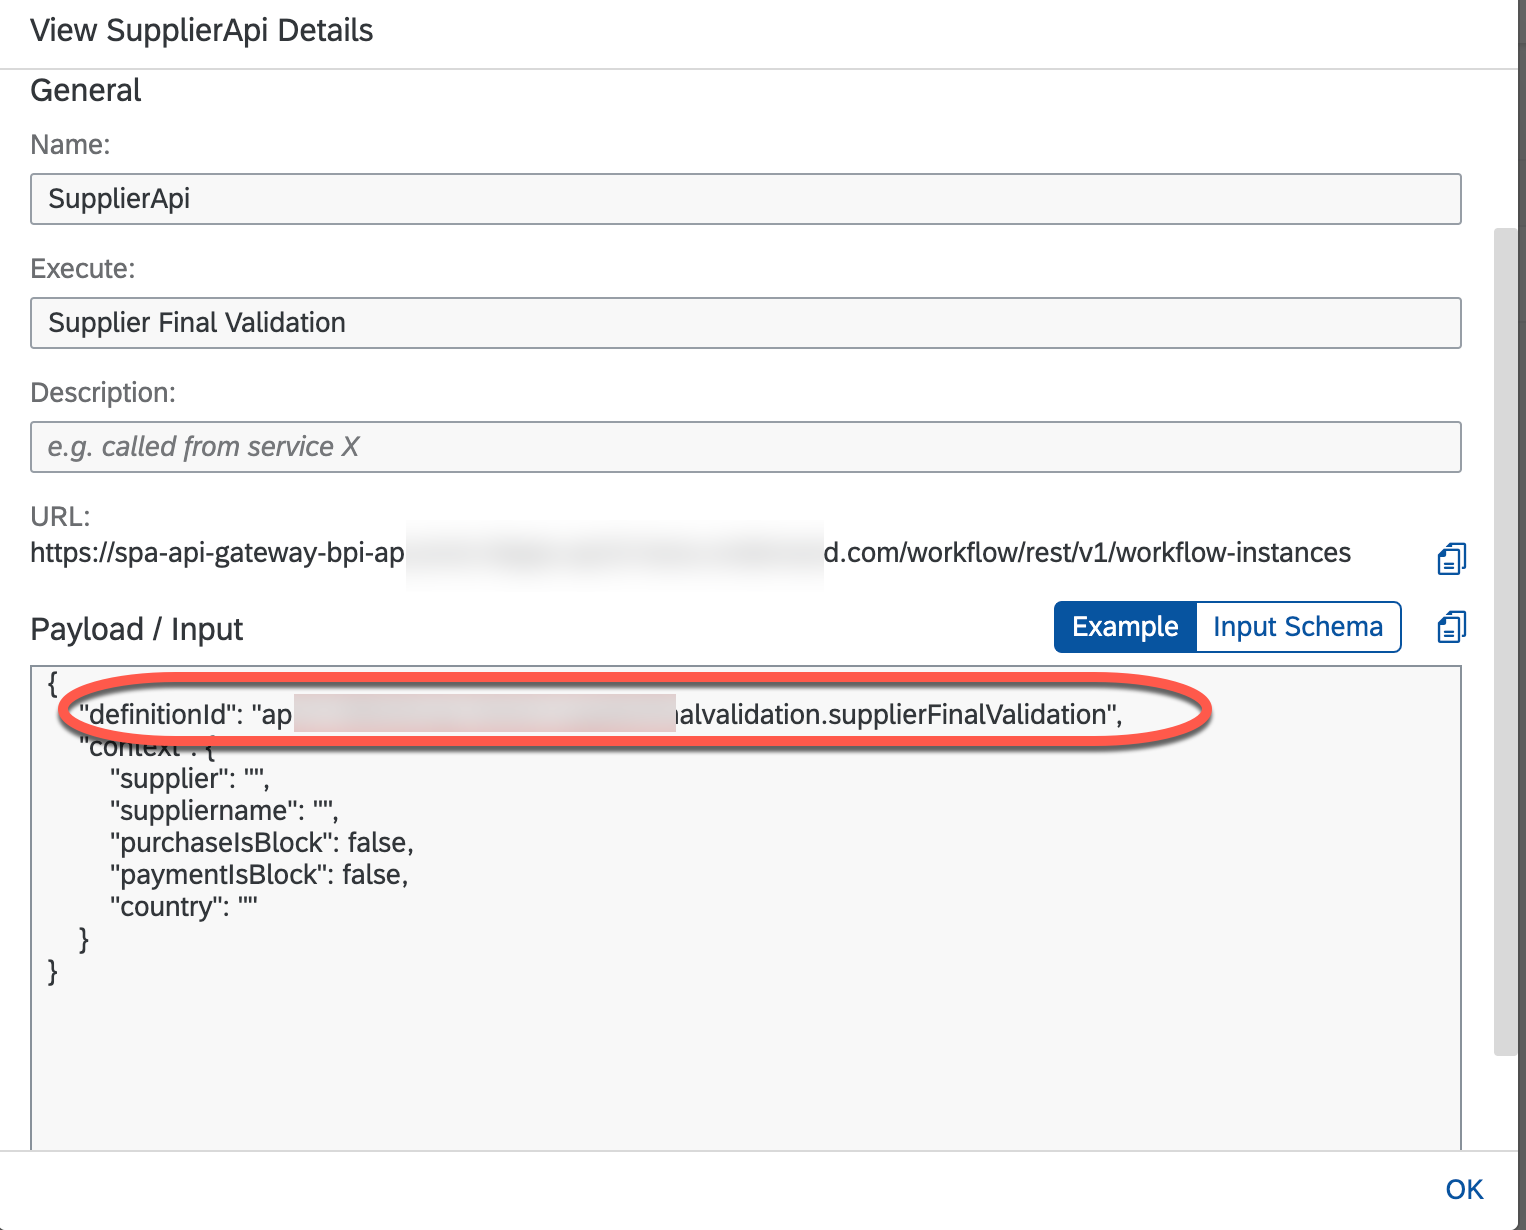 View SupplierApi Details
General
Name:
SupplierApi
Execute:
Supplier Final Validation
Description:
e.g. called from service X
URL:
https://spa-api-gateway-bpi-ap d.com/workflow/rest/v1/workflow-instances
Payload / Input
Example Input Schema
{
"definitionId": "ap alvalidation.supplierFinalValidation",
"context": {
"supplier": "",
"suppliername": "",
"purchaseIsBlock": false,
"paymentIsBlock": false,
"country": ""
}
}
OK